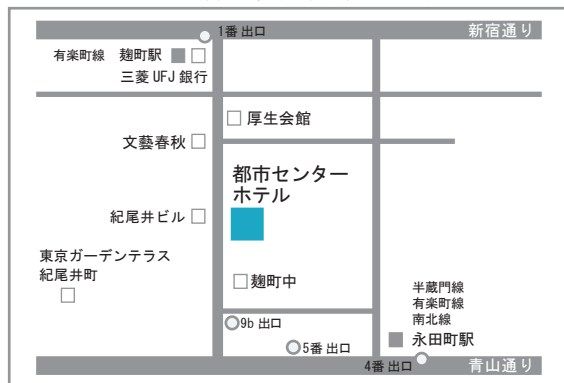 1番出口
新宿通り
有楽町線 麹町駅
三菱UFJ銀行
厚生会館
文藝春秋
都市センター
ホテル
紀尾井ビル
東京ガーデンテラス
紀尾井町
麹町中
半蔵門線
有楽町線
南北線
永田町駅
9b 出口
5番 出口
4番 出口
青山通り